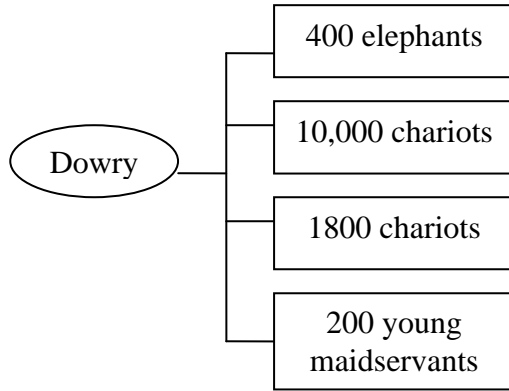 400 elephants
10,000 chariots
Dowry
1800 chariots
200 young
maidservants